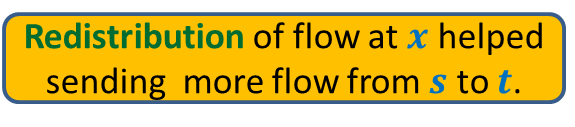 Redistribution of flow at x helped
sending more flow from s to t.